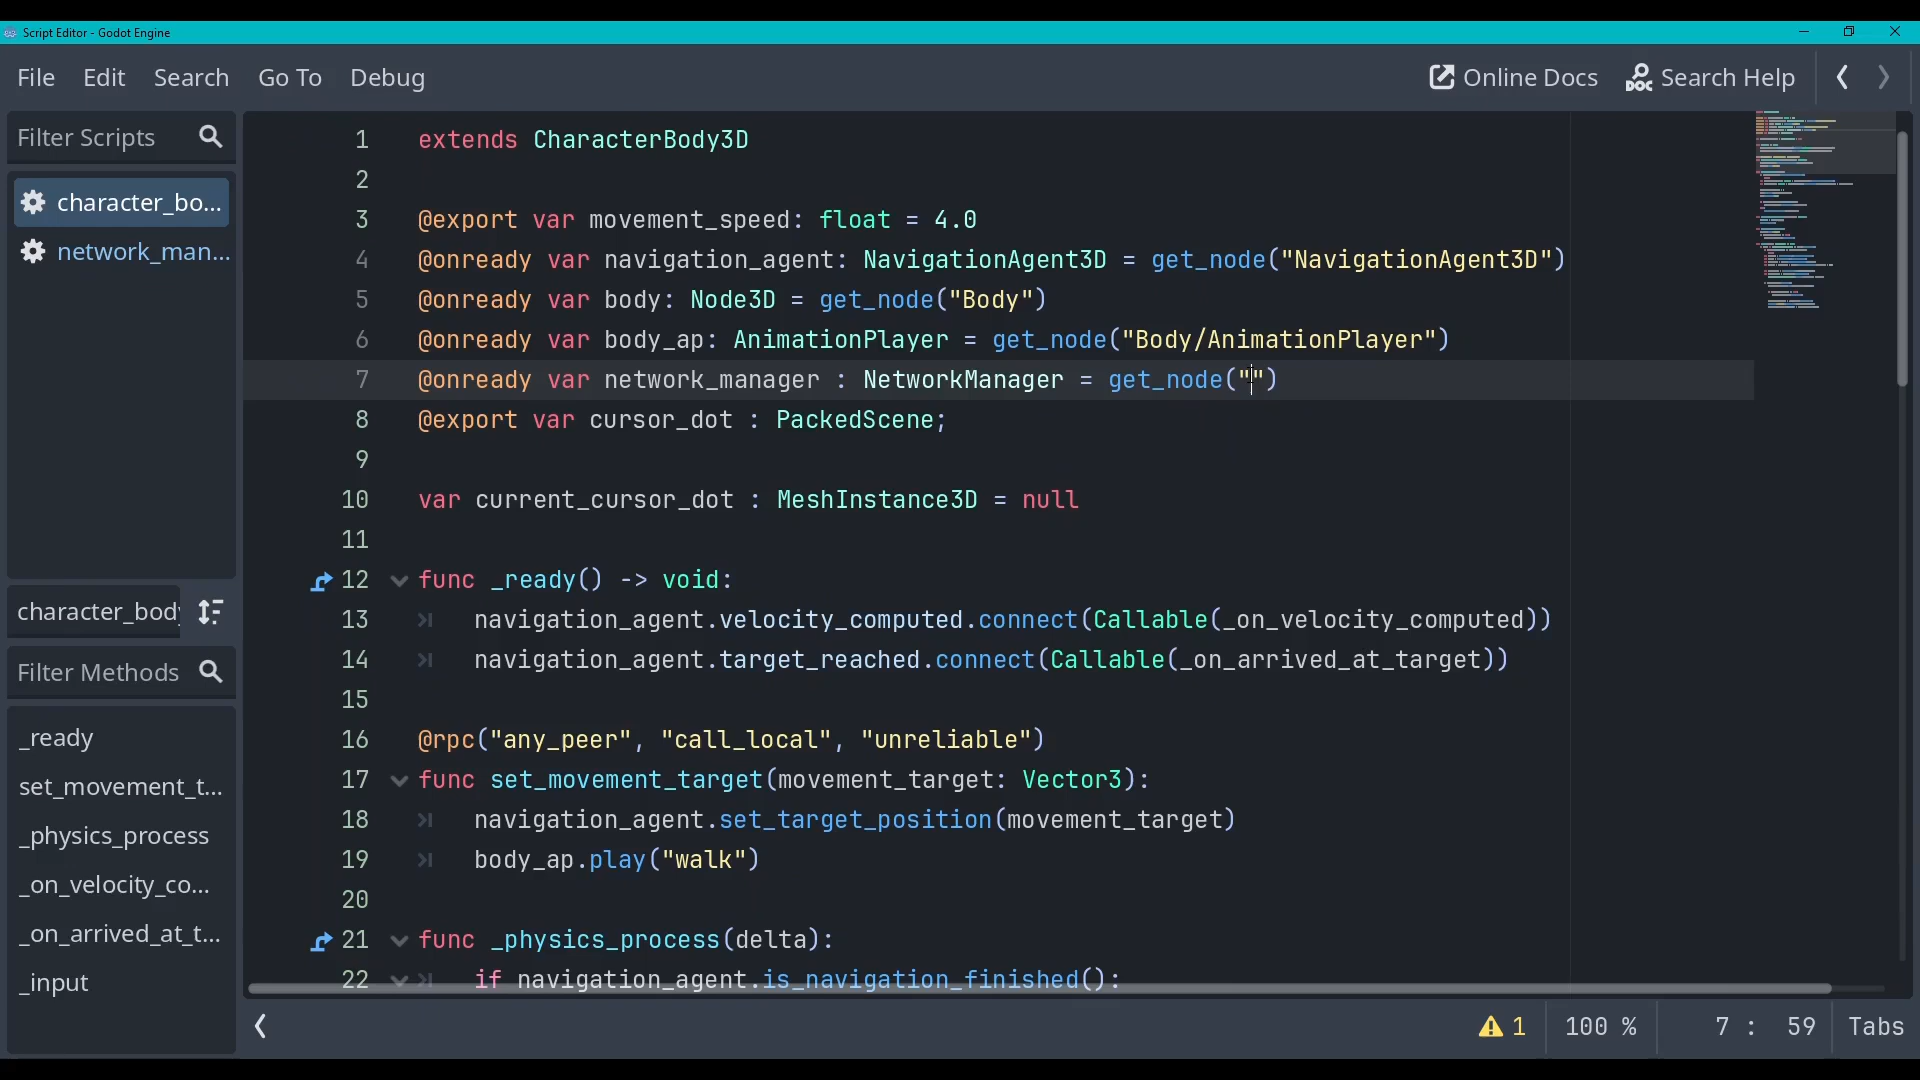 Script Editor - Godot Engine
File Edit Search Go To Debug Online Docs Search Help
Filter Scripts
character_bo...
network_man...
character_body
Filter Methods
_ready
set_movement_t...
_physics_process
_on_velocity_co...
_on_arrived_at_t...
_input
1 extends CharacterBody3D
2
3 @export var movement_speed: float = 4.0
4 @onready var navigation_agent: NavigationAgent3D = get_node("NavigationAgent3D")
5 @onready var body: Node3D = get_node("Body")
6 @onready var body_ap: AnimationPlayer = get_node("Body/AnimationPlayer")
7 @onready var network_manager : NetworkManager = get_node("")
8 @export var cursor_dot : PackedScene;
9
10 var current_cursor_dot : MeshInstance3D = null
11
12 func _ready() -> void:
13 navigation_agent.velocity_computed.connect(Callable(_on_velocity_computed))
14 navigation_agent.target_reached.connect(Callable(_on_arrived_at_target))
15
16 @rpc("any_peer", "call_local", "unreliable")
17 func set_movement_target(movement_target: Vector3):
18 navigation_agent.set_target_position(movement_target)
19 body_ap.play("walk")
20
21 func _physics_process(delta):
22 if navigation_agent.is_navigation_finished():
1 100 % 7 : 59 Tabs